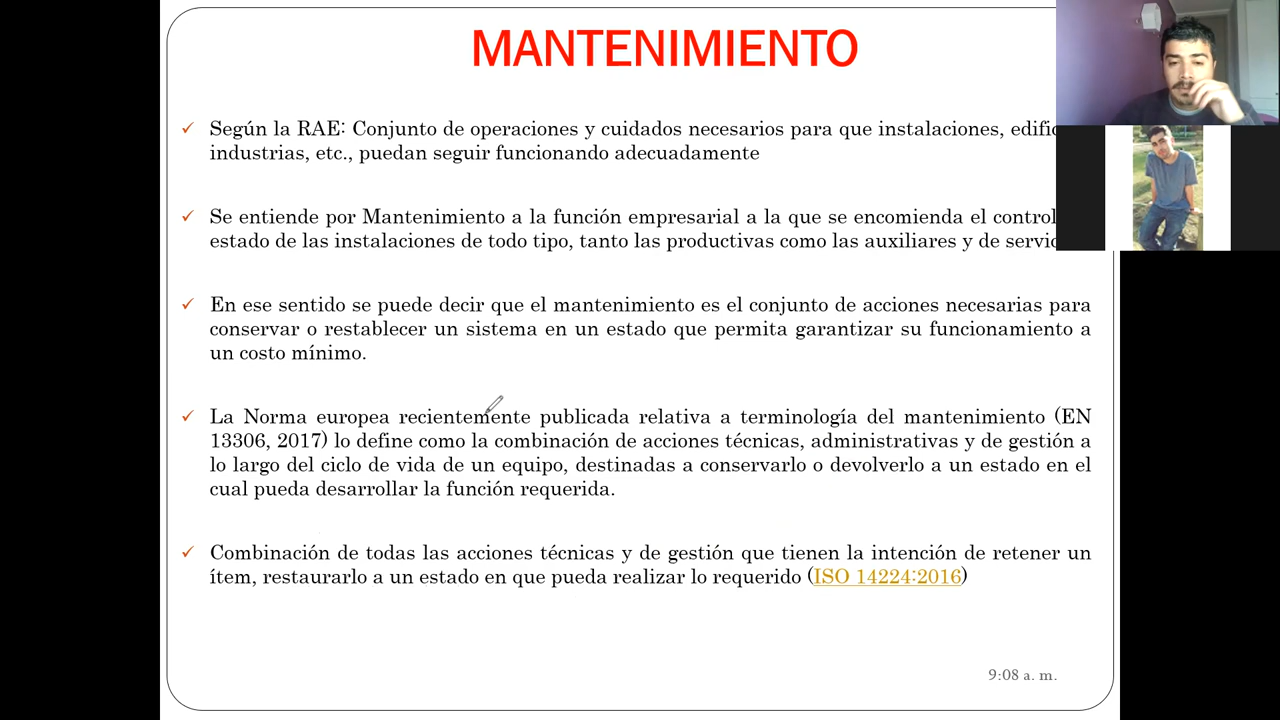 MANTENIMIENTO
Según la RAE: Conjunto de operaciones y cuidados necesarios para que instalaciones,
industrias, etc., puedan seguir funcionando adecuadamente
Se entiende por Mantenimiento a la función empresarial a la que se encomienda el control
estado de las instalaciones de todo tipo, tanto las productivas como las auxiliares y de
En ese sentido se puede decir que el mantenimiento es el conjunto de acciones necesarias para
conservar o restablecer un sistema en un estado que permita garantizar su funcionamiento a
un costo mínimo.
La Norma europea recientemente publicada relativa a terminología del mantenimiento (EN
13306, 2017) lo define como la combinación de acciones técnicas, administrativas y de gestión a
lo largo del ciclo de vida de un equipo, destinadas a conservarlo o devolverlo a un estado en el
cual pueda desarrollar la función requerida.
Combinación de todas las acciones técnicas y de gestión que tienen la intención de retener un
ítem, restaurarlo a un estado en que pueda realizar lo requerido (ISO 14224:2016)
9:08 a. m.